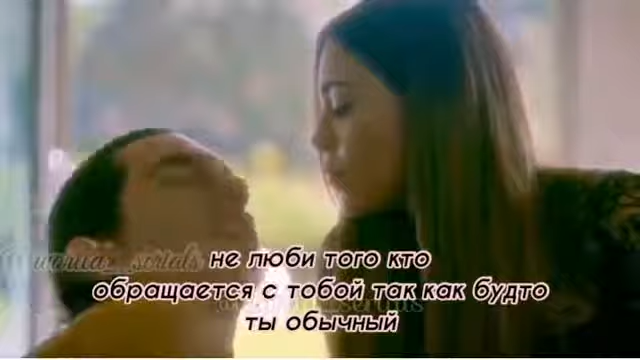 не люби того кто
обращается с тобой так как будто
ты обычный